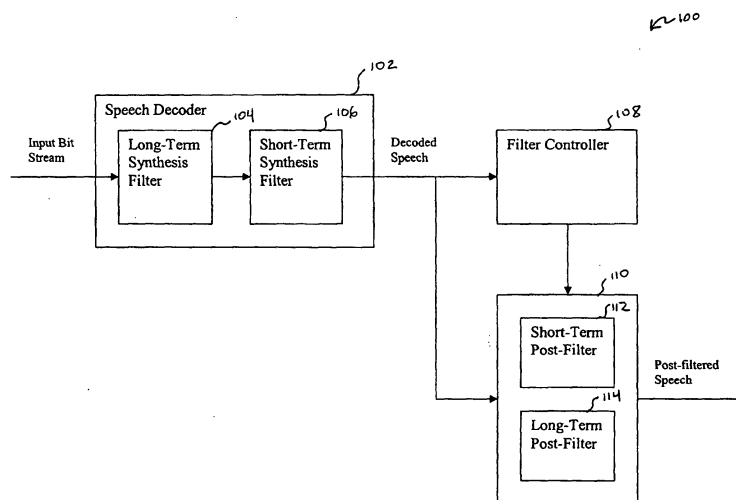 100
102
Speech Decoder
104
106
108
Input Bit
Stream
Long-Term
Synthesis
Filter
Short-Term
Synthesis
Filter
Decoded
Speech
Filter Controller
110
112
Short-Term
Post-Filter
Post-filtered
Speech
114
Long-Term
Post-Filter